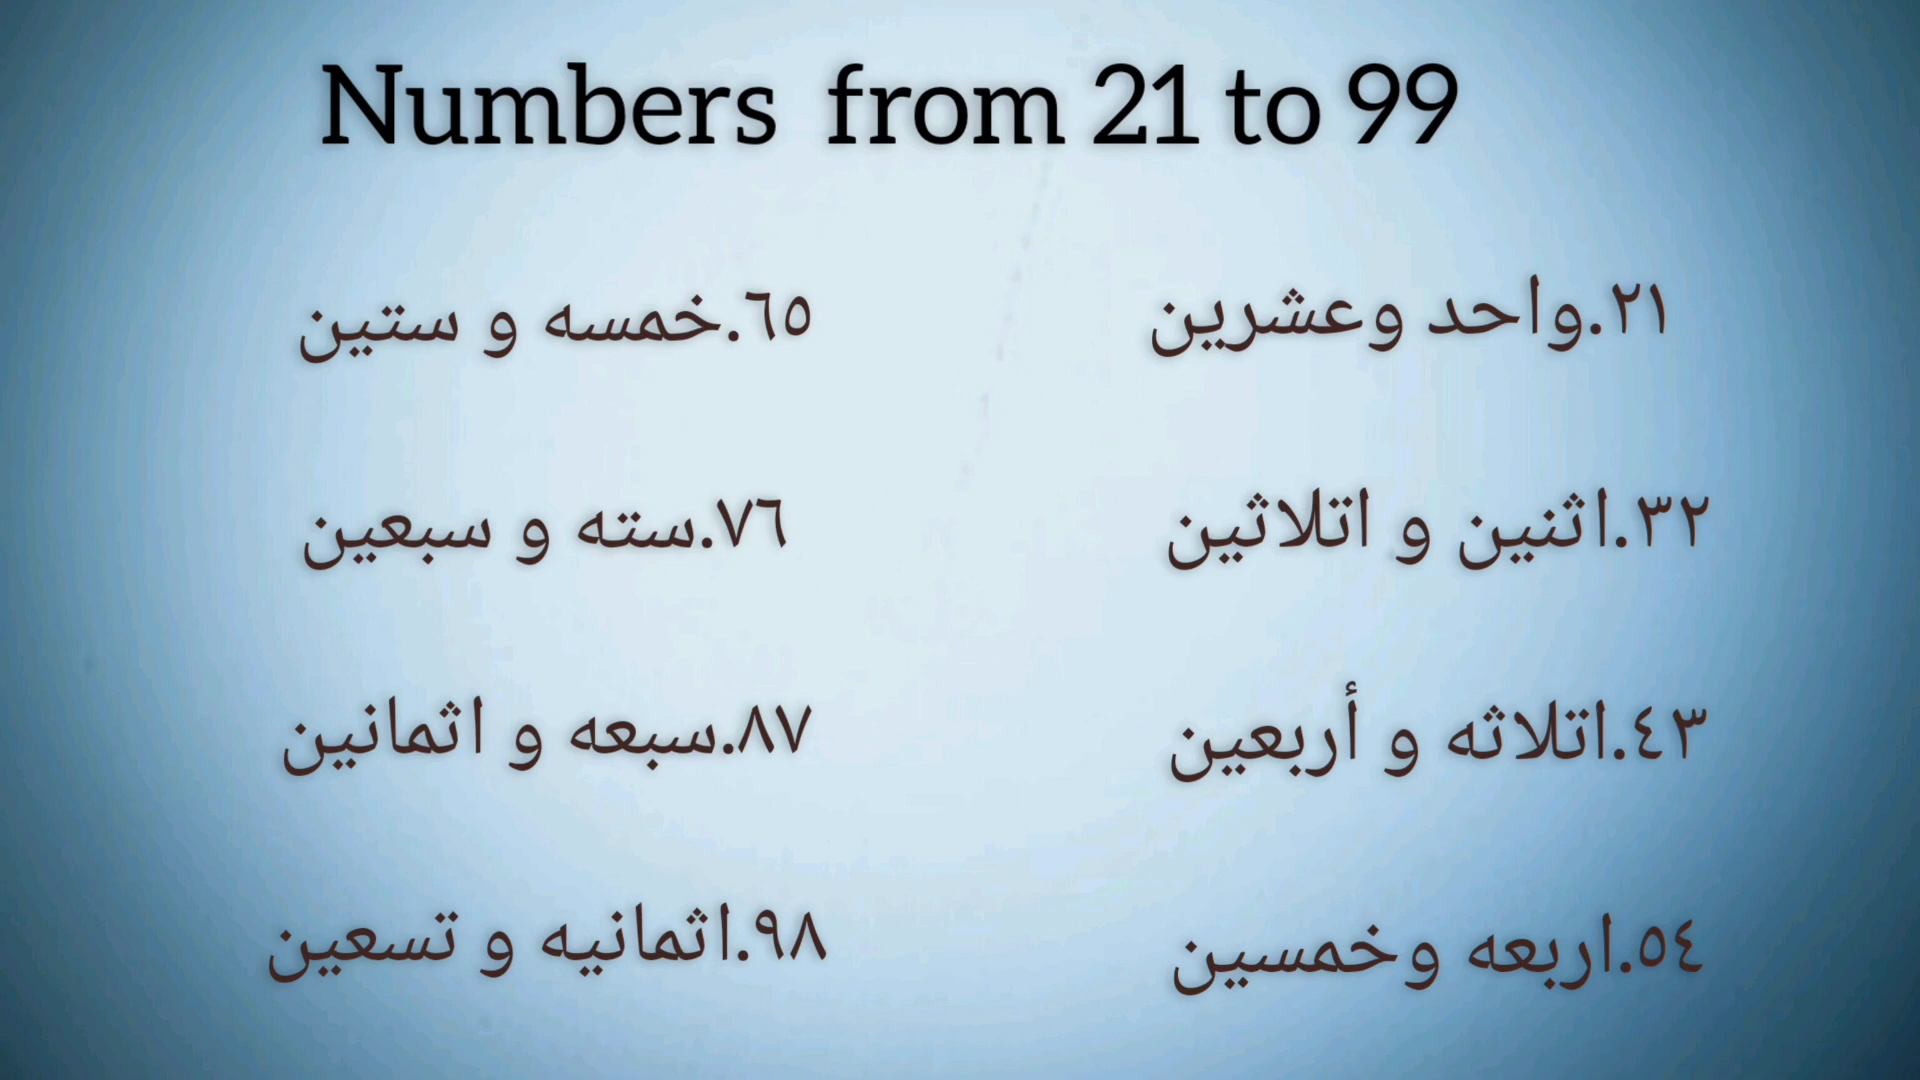 Numbers from 21 to 99
٢١.واحد وعشرين
٣٢.اثنين و اتلاثين
٤٣.اتلاثه و أربعين
٥٤.اربعه وخمسين
٦٥.خمسه و ستين
٧٦.سته و سبعين
٨٧.سبعه و اثمانين
٩٨.اثمانيه و تسعين